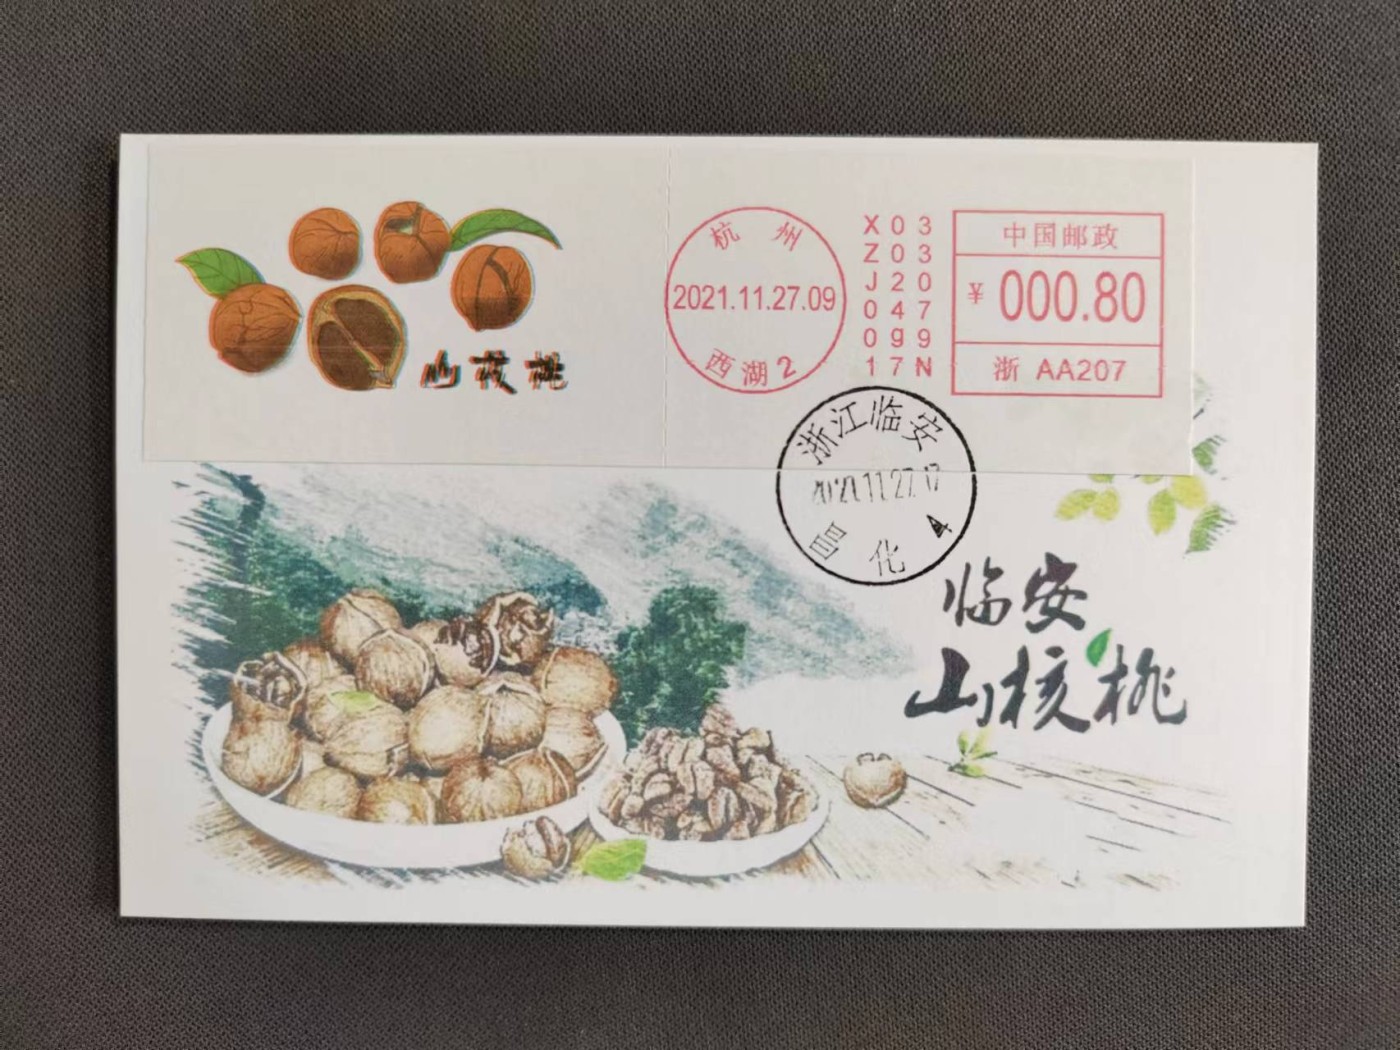 山核桃
杭州
2021.11.27.09
西湖2
X03
Z03
J20
047
099
17N
中国邮政
¥ 000.80
浙 AA207
浙江临安
2021.11.27.17
昌化 4
临安
山核桃